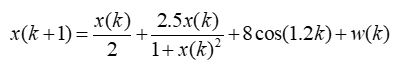 x(k+1) = x(k)/2 + 2.5x(k)/(1+x(k)²) + 8cos(1.2k) + w(k)